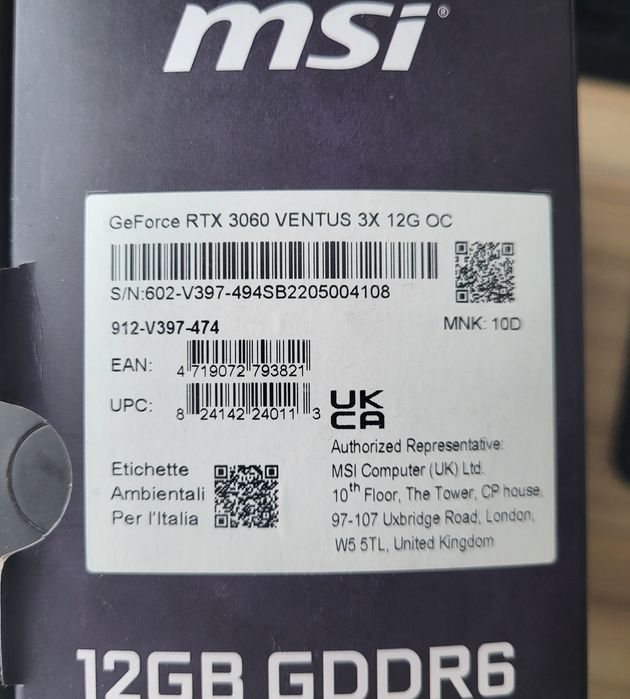 msi®
GeForce RTX 3060 VENTUS 3X 12G OC
S/N:602-V397-494SB2205004108
912-V397-474
MNK: 10D
EAN: 4 719072 793821
UPC: 8 24142 24011 3
UK
CA
Authorized Representative:
MSI Computer (UK) Ltd.
10th Floor, The Tower, CP house,
97-107 Uxbridge Road, London,
W5 5TL, United Kingdom
Etichette
Ambientali
Per l'Italia
12GB GDDR6